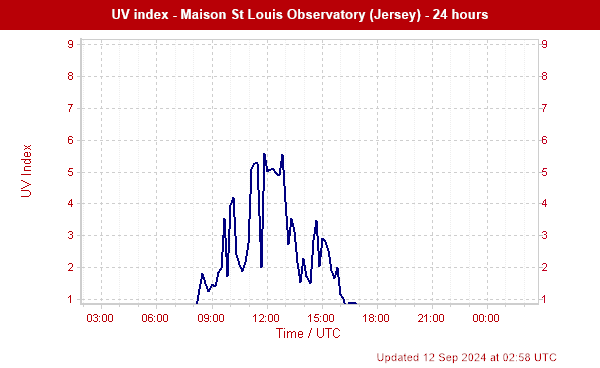 UV index - Maison St Louis Observatory (Jersey) - 24 hours
9 9
8 8
7 7
6 6
5 5
4 4
3 3
2 2
1 1
UV Index
03:00 06:00 09:00 12:00 15:00 18:00 21:00 00:00
Time / UTC
Updated 12 Sep 2024 at 02:58 UTC